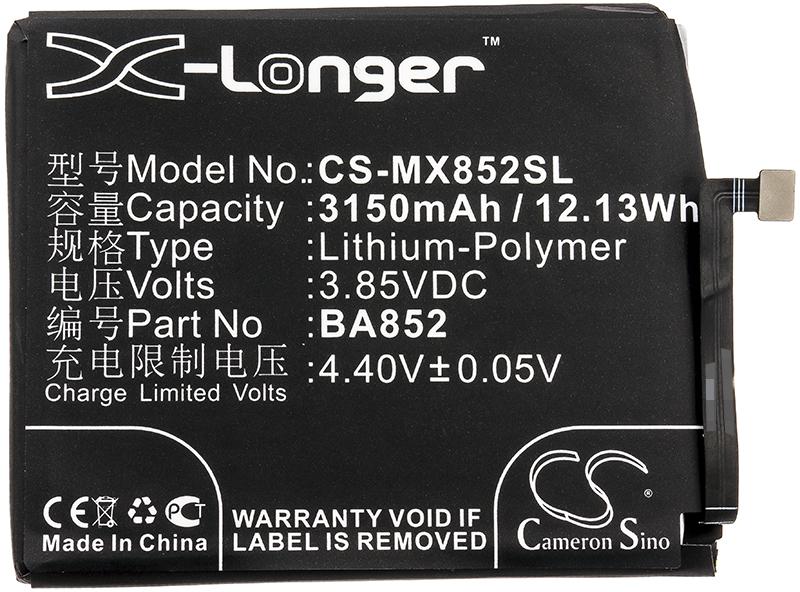 X-Longer™
型号Model No.:CS-MX852SL
容量Capacity :3150mAh / 12.13Wh
规格Type :Lithium-Polymer
电压Volts :3.85VDC
编号Part No :BA852
充电限制电压 :4.40V±0.05V
Charge Limited Volts
CE PCT
Made In China
WARRANTY VOID IF
LABEL IS REMOVED
CS ®
Cameron Sino